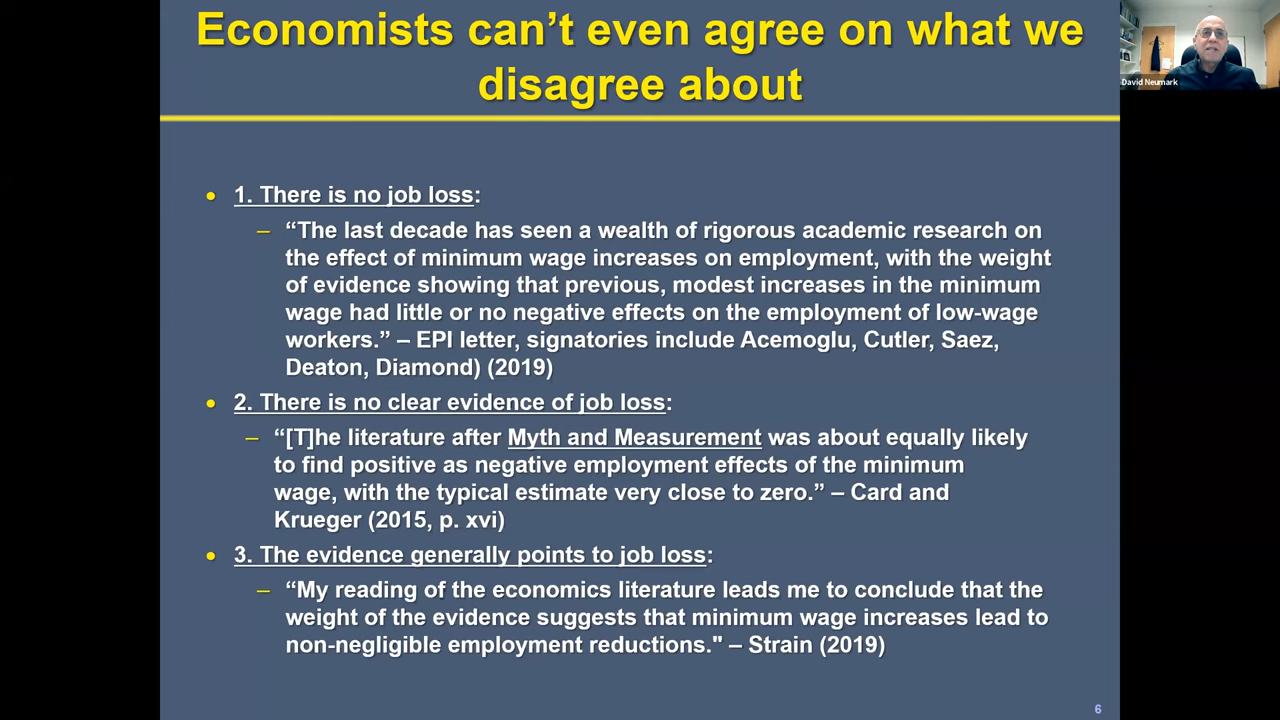 Economists can’t even agree on what we
disagree about
David Neumark
• 1. There is no job loss:
– “The last decade has seen a wealth of rigorous academic research on
the effect of minimum wage increases on employment, with the weight
of evidence showing that previous, modest increases in the minimum
wage had little or no negative effects on the employment of low-wage
workers.” – EPI letter, signatories include Acemoglu, Cutler, Saez,
Deaton, Diamond) (2019)
• 2. There is no clear evidence of job loss:
– “[T]he literature after Myth and Measurement was about equally likely
to find positive as negative employment effects of the minimum
wage, with the typical estimate very close to zero.” – Card and
Krueger (2015, p. xvi)
• 3. The evidence generally points to job loss:
– “My reading of the economics literature leads me to conclude that the
weight of the evidence suggests that minimum wage increases lead to
non-negligible employment reductions." – Strain (2019)
6